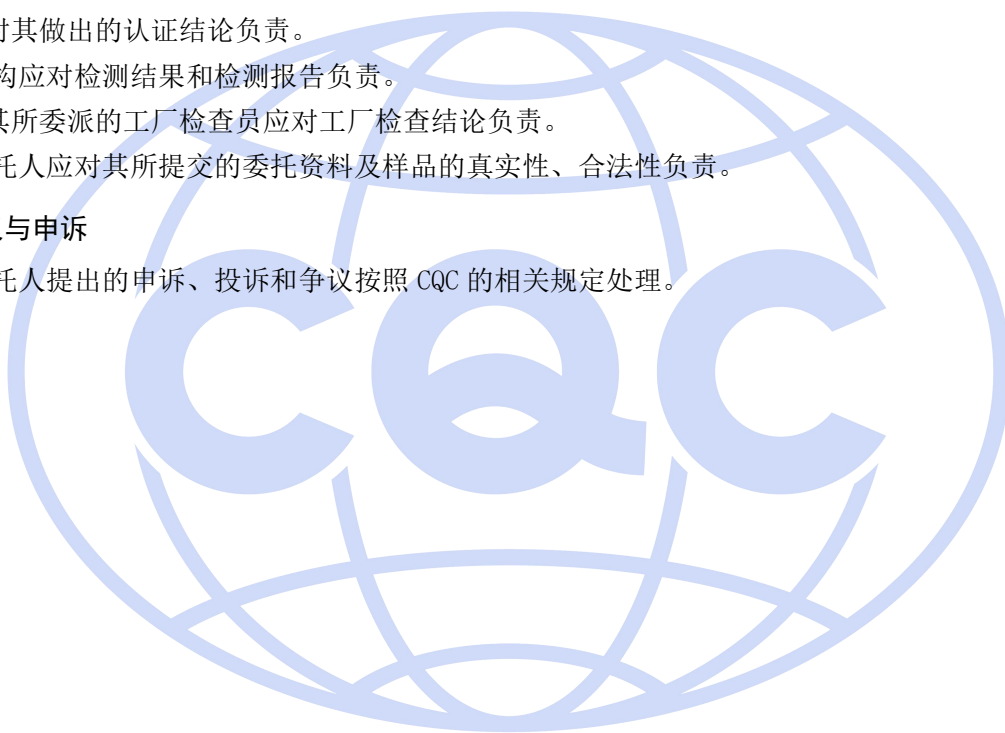 对其做出的认证结论负责。
构应对检测结果和检测报告负责。
其所委派的工厂检查员应对工厂检查结论负责。
托人应对其所提交的委托资料及样品的真实性、合法性负责。
与申诉
托人提出的申诉、投诉和争议按照 CQC 的相关规定处理。
CQC